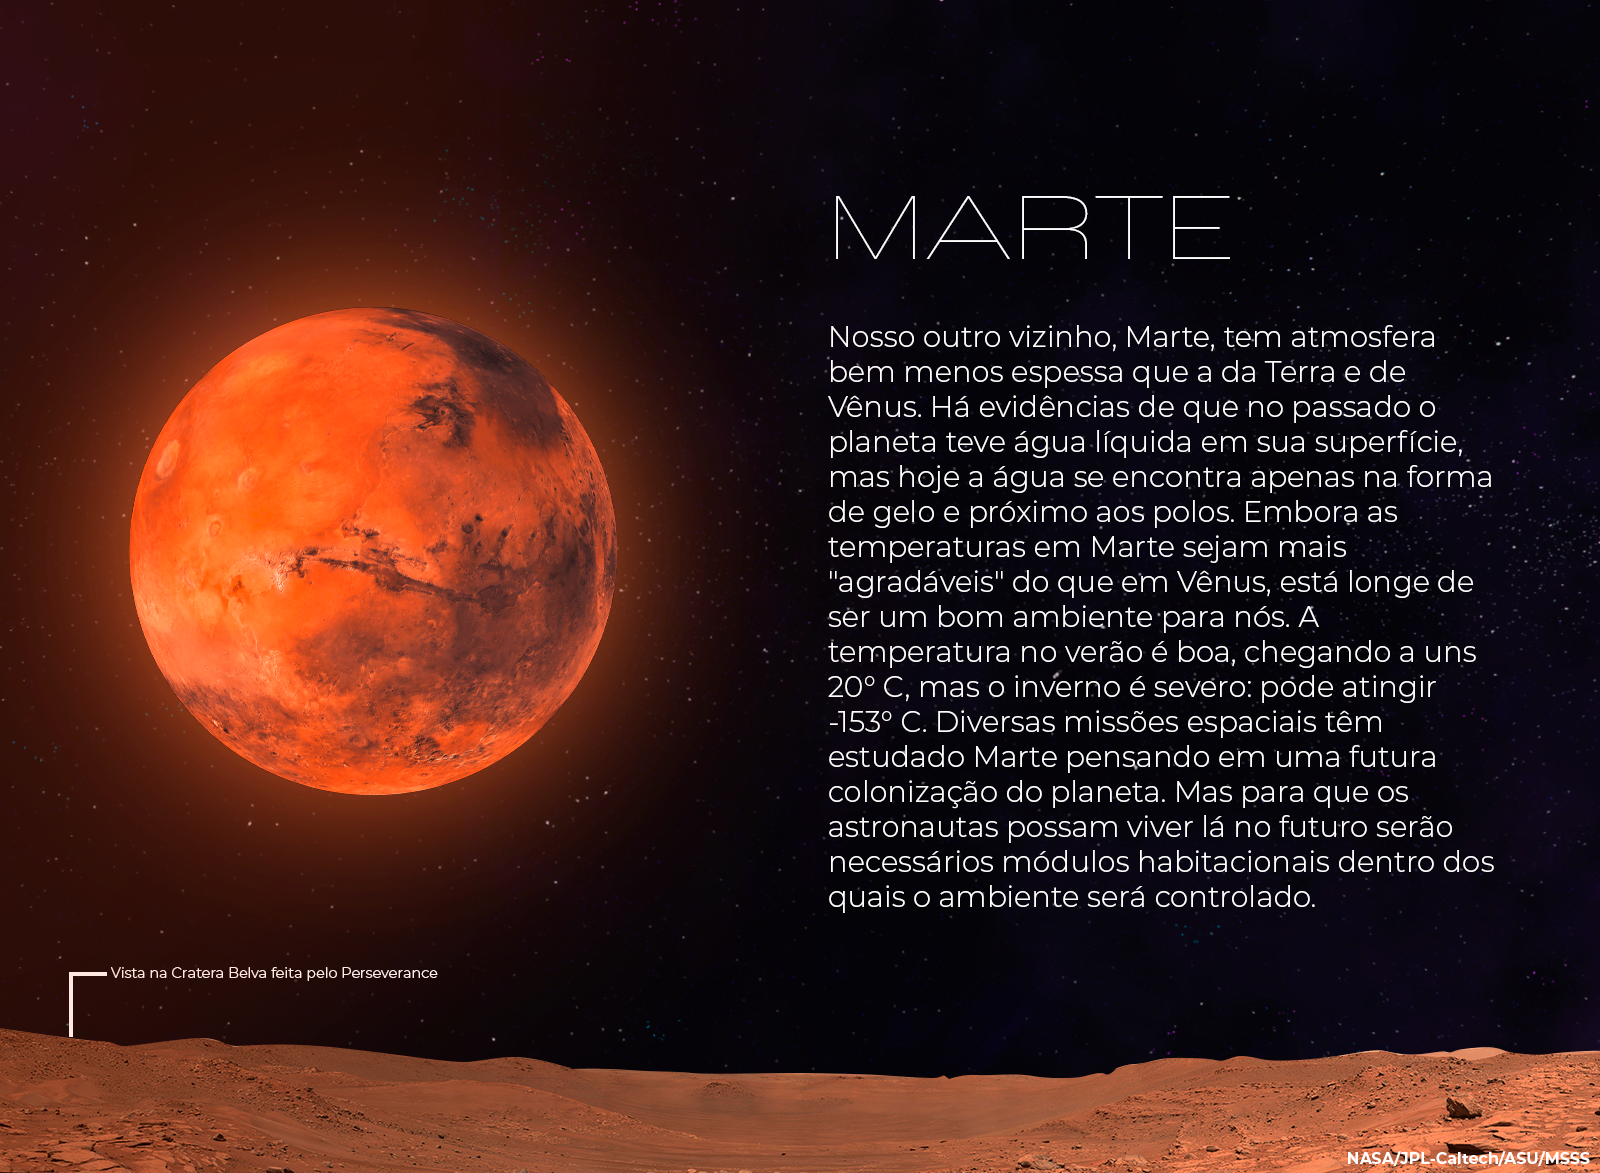 MARTE
Nosso outro vizinho, Marte, tem atmosfera
bem menos espessa que a da Terra e de
Vênus. Há evidências de que no passado o
planeta teve água líquida em sua superfície,
mas hoje a água se encontra apenas na forma
de gelo e próximo aos polos. Embora as
temperaturas em Marte sejam mais
"agradáveis" do que em Vênus, está longe de
ser um bom ambiente para nós. A
temperatura no verão é boa, chegando a uns
20° C, mas o inverno é severo: pode atingir
-153° C. Diversas missões espaciais têm
estudado Marte pensando em uma futura
colonização do planeta. Mas para que os
astronautas possam viver lá no futuro serão
necessários módulos habitacionais dentro dos
quais o ambiente será controlado.
Vista na Cratera Belva feita pelo Perseverance
NASA/JPL-Caltech/ASU/MSSS